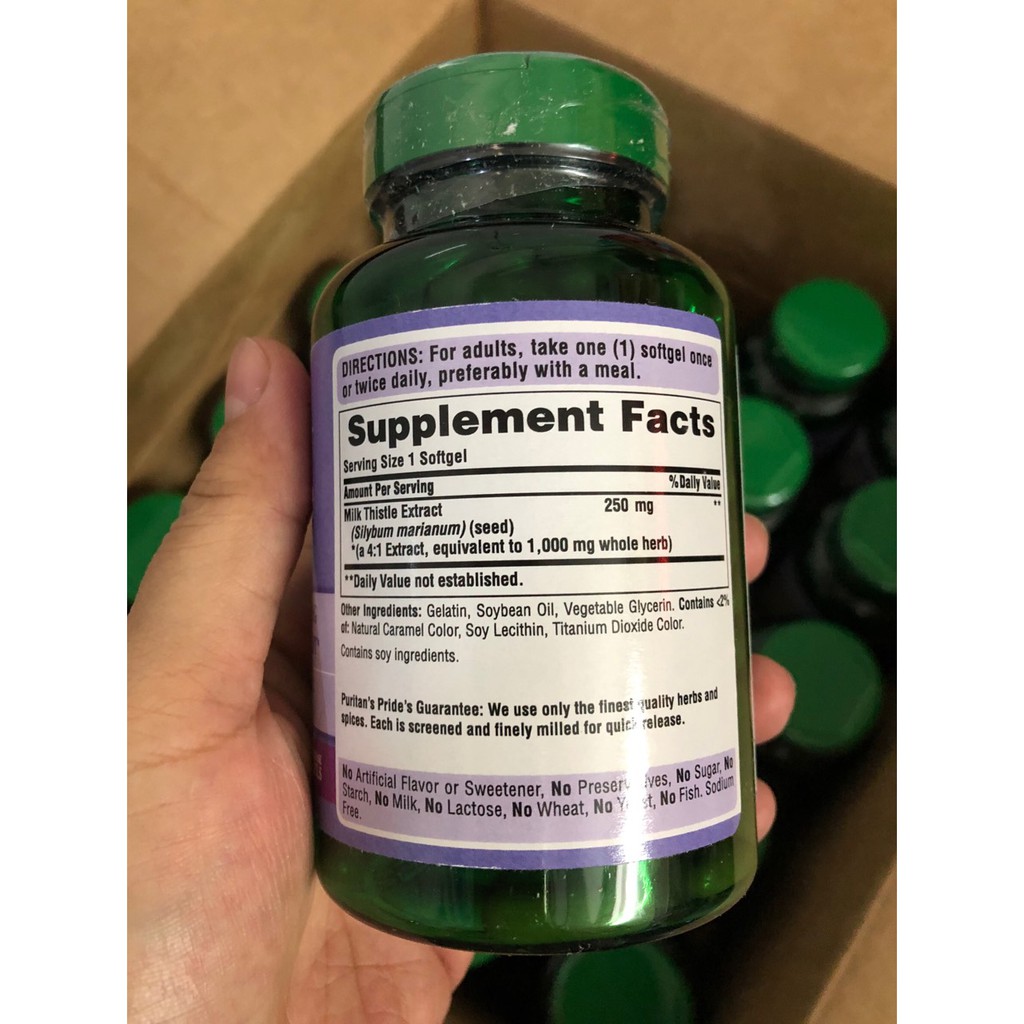 DIRECTIONS: For adults, take one (1) softgel once
or twice daily, preferably with a meal.
Supplement Facts
Serving Size 1 Softgel
Amount Per Serving %Daily Value
Milk Thistle Extract 250 mg **
(Silybum marianum) (seed)
*(a 4:1 Extract, equivalent to 1,000 mg whole herb)
**Daily Value not established.
Other Ingredients: Gelatin, Soybean Oil, Vegetable Glycerin. Contains <2%
of: Natural Caramel Color, Soy Lecithin, Titanium Dioxide Color.
Contains soy ingredients.
Puritan's Pride's Guarantee: We use only the finest quality herbs and
spices. Each is screened and finely milled for quick release.
No Artificial Flavor or Sweetener, No Preservatives, No Sugar, No
Starch, No Milk, No Lactose, No Wheat, No Yeast, No Fish. Sodium
Free.